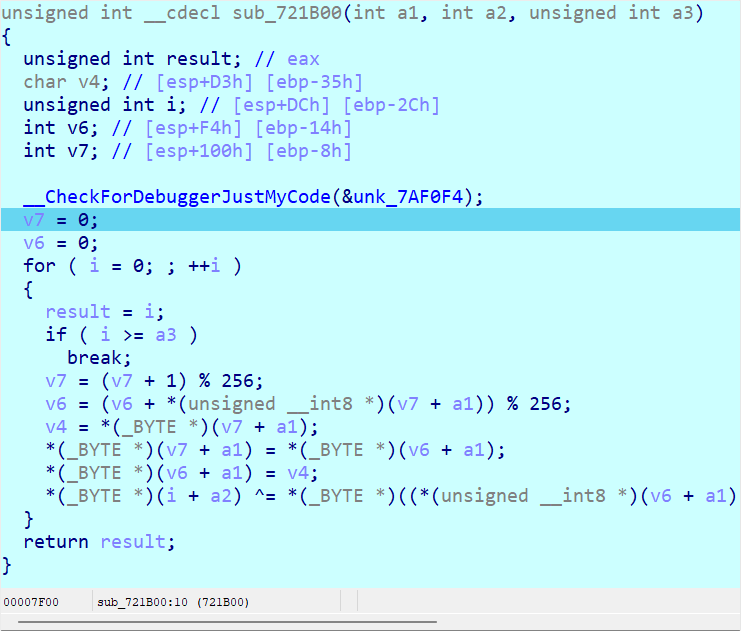 unsigned int __cdecl sub_721B00(int a1, int a2, unsigned int a3)
{
  unsigned int result; // eax
  char v4; // [esp+D3h] [ebp-35h]
  unsigned int i; // [esp+DCh] [ebp-2Ch]
  int v6; // [esp+F4h] [ebp-14h]
  int v7; // [esp+100h] [ebp-8h]

  __CheckForDebuggerJustMyCode(&unk_7AF0F4);
  v7 = 0;
  v6 = 0;
  for ( i = 0; ; ++i )
  {
    result = i;
    if ( i >= a3 )
      break;
    v7 = (v7 + 1) % 256;
    v6 = (v6 + *(unsigned __int8 *)(v7 + a1)) % 256;
    v4 = *(_BYTE *)(v7 + a1);
    *(_BYTE *)(v7 + a1) = *(_BYTE *)(v6 + a1);
    *(_BYTE *)(v6 + a1) = v4;
    *(_BYTE *)(i + a2) ^= *(_BYTE *)((*(unsigned __int8 *)(v6 + a1)
  }
  return result;
}
00007F00 sub_721B00:10 (721B00)